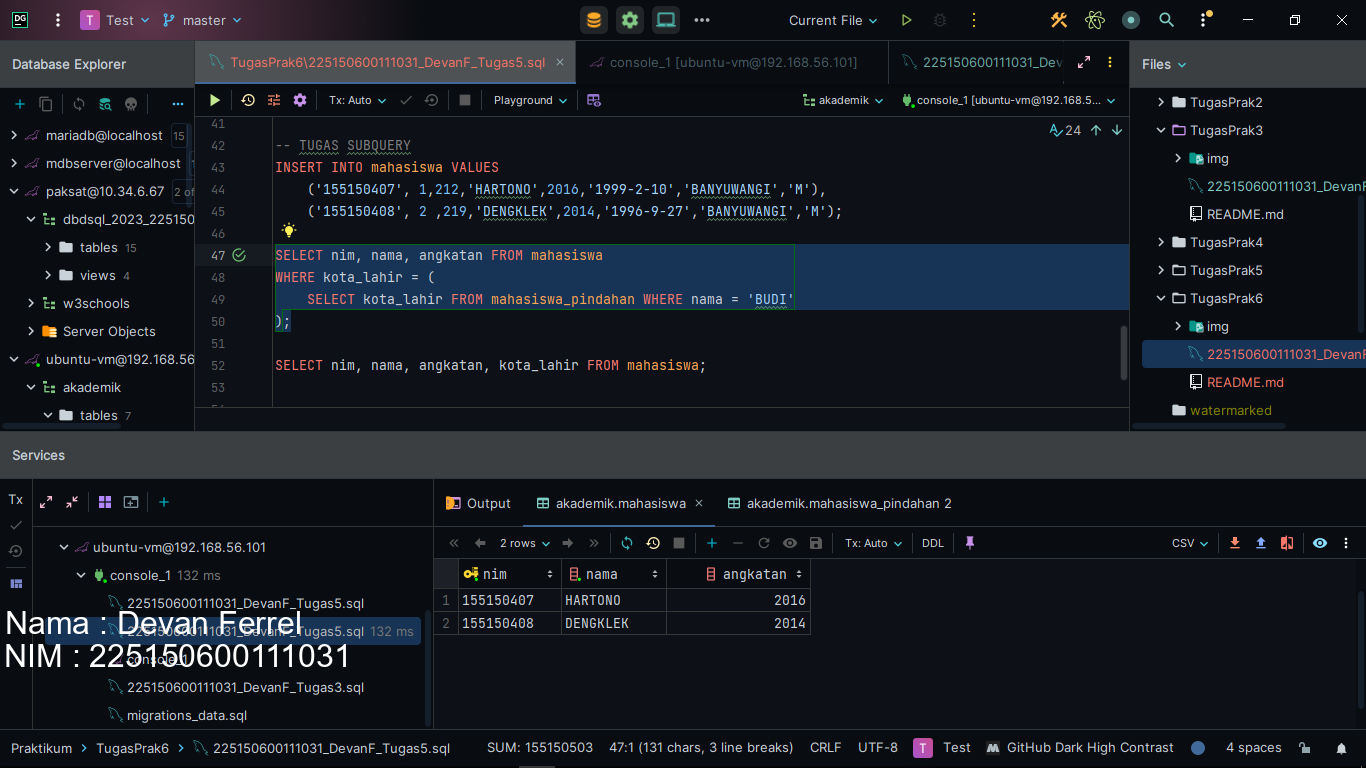 DG
T Test
master
Current File
Database Explorer
TugasPrak6\225150600111031_DevanF_Tugas5.sql
console_1 [ubuntu-vm@192.168.56.101]
225150600111031_Dev
Files
Tx: Auto
Playground
akademik
console_1 [ubuntu-vm@192.168.5...
mariadb@localhost 15
mdbserver@localhost
paksat@10.34.6.67 2 of
dbdsql_2023_225150
tables 15
views 4
w3schools
Server Objects
ubuntu-vm@192.168.56
akademik
tables 7
24
41
42 -- TUGAS SUBQUERY
43 INSERT INTO mahasiswa VALUES
44 ('155150407', 1,212,'HARTONO',2016,'1999-2-10','BANYUWANGI','M'),
45 ('155150408', 2 ,219,'DENGKLEK',2014,'1996-9-27','BANYUWANGI','M');
46
47 SELECT nim, nama, angkatan FROM mahasiswa
48 WHERE kota_lahir = (
49 SELECT kota_lahir FROM mahasiswa_pindahan WHERE nama = 'BUDI'
50 );
51
52 SELECT nim, nama, angkatan, kota_lahir FROM mahasiswa;
53
TugasPrak2
TugasPrak3
img
225150600111031_DevanF
README.md
TugasPrak4
TugasPrak5
TugasPrak6
img
225150600111031_DevanF
README.md
watermarked
Services
Tx
ubuntu-vm@192.168.56.101
console_1 132 ms
225150600111031_DevanF_Tugas5.sql
225150600111031_DevanF_Tugas5.sql 132 ms
console_1
225150600111031_DevanF_Tugas3.sql
migrations_data.sql
Nama : Devan Ferrel
NIM : 225150600111031
Output
akademik.mahasiswa
akademik.mahasiswa_pindahan 2
2 rows
Tx: Auto
DDL
CSV
nim nama angkatan
1 155150407 HARTONO 2016
2 155150408 DENGKLEK 2014
Praktikum
TugasPrak6
225150600111031_DevanF_Tugas5.sql
SUM: 155150503
47:1 (131 chars, 3 line breaks)
CRLF
UTF-8
T Test
GitHub Dark High Contrast
4 spaces